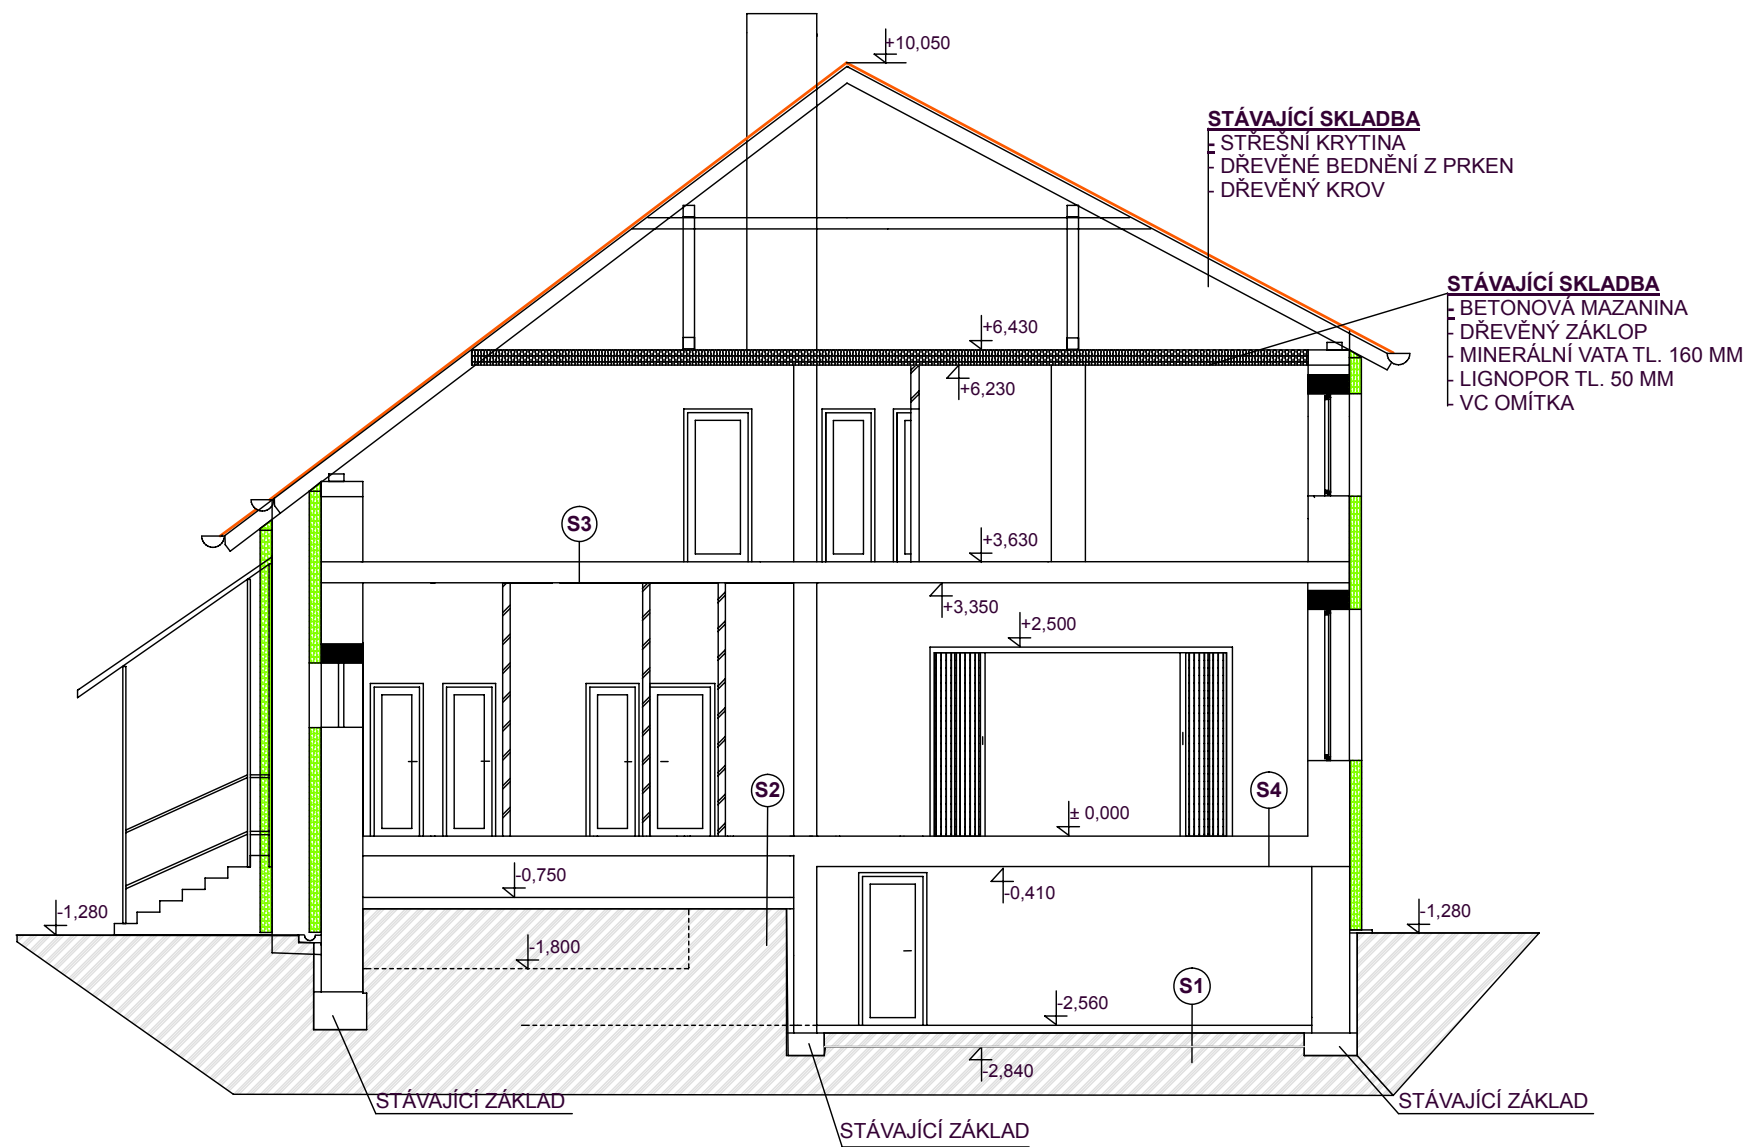 +10,050
STÁVAJÍCÍ SKLADBA
- STŘEŠNÍ KRYTINA
- DŘEVĚNÉ BEDNĚNÍ Z PRKEN
- DŘEVĚNÝ KROV
STÁVAJÍCÍ SKLADBA
- BETONOVÁ MAZANINA
- DŘEVĚNÝ ZÁKLOP
- MINERÁLNÍ VATA TL. 160 MM
- LIGNOPOR TL. 50 MM
- VC OMÍTKA
+6,430
+6,230
S3
+3,630
+3,350
+2,500
S2
S4
± 0,000
-0,750
-0,410
-1,280
-1,280
-1,800
S1
-2,560
-2,840
STÁVAJÍCÍ ZÁKLAD
STÁVAJÍCÍ ZÁKLAD
STÁVAJÍCÍ ZÁKLAD